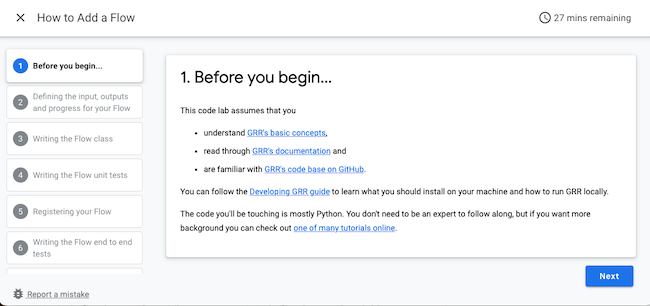 How to Add a Flow
27 mins remaining
1 Before you begin...
2 Defining the input, outputs
and progress for your Flow
3 Writing the Flow class
4 Writing the Flow unit tests
5 Registering your Flow
6 Writing the Flow end to end
tests
1. Before you begin...
This code lab assumes that you
• understand GRR's basic concepts,
• read through GRR's documentation and
• are familiar with GRR's code base on GitHub.
You can follow the Developing GRR guide to learn what you should install on your machine and how to run GRR locally.
The code you'll be touching is mostly Python. You don't need to be an expert to follow along, but if you want more
background you can check out one of many tutorials online.
Next
Report a mistake